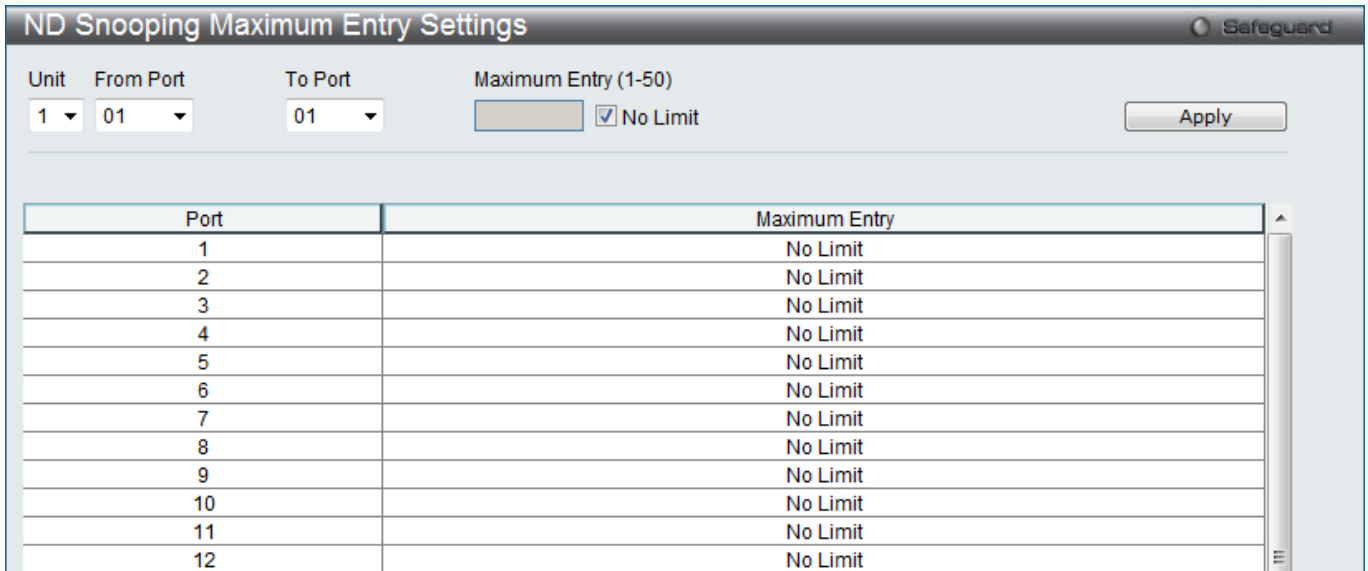 ND Snooping Maximum Entry Settings
Safeguard
Unit From Port To Port Maximum Entry (1-50)
1 01 01 No Limit Apply
Port Maximum Entry
1 No Limit
2 No Limit
3 No Limit
4 No Limit
5 No Limit
6 No Limit
7 No Limit
8 No Limit
9 No Limit
10 No Limit
11 No Limit
12 No Limit